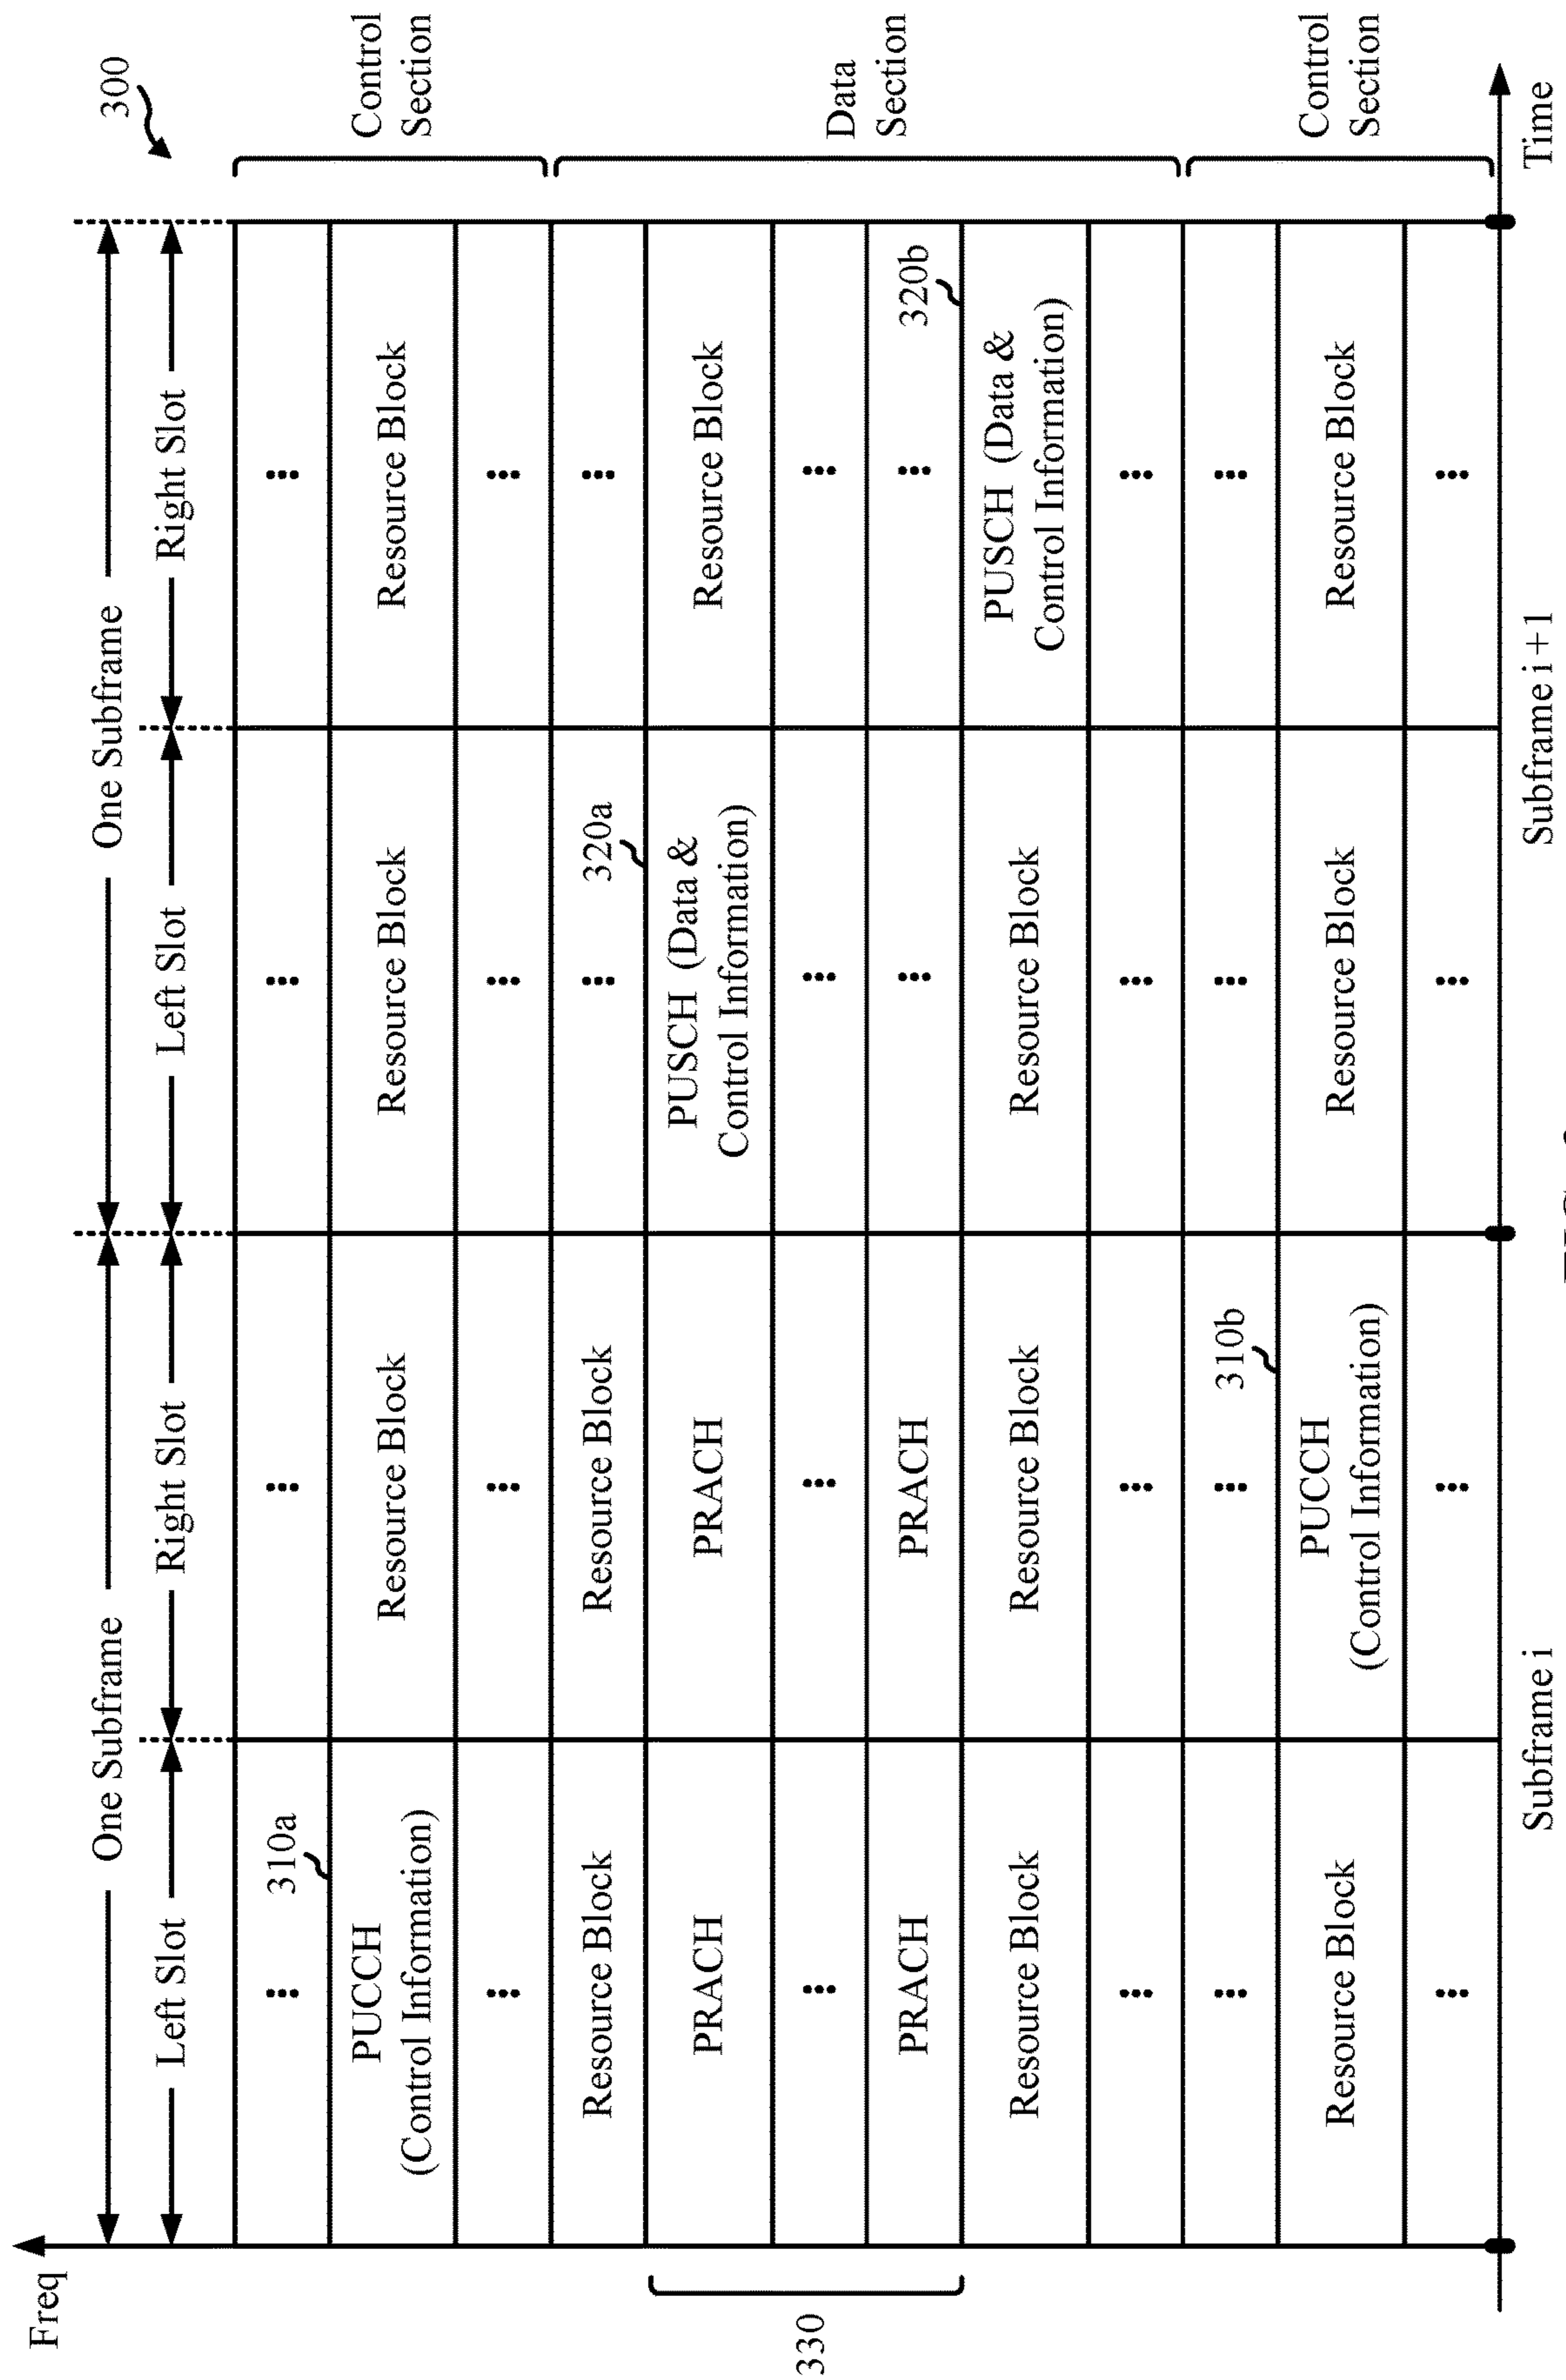 300
One Subframe
One Subframe
Left Slot
Right Slot
Left Slot
Right Slot
Freq
Control
Section
Data
Section
Control
Section
⋮
⋮
⋮
⋮
310a
PUCCH
(Control Information)
Resource Block
Resource Block
Resource Block
⋮
⋮
⋮
⋮
Resource Block
Resource Block
⋮
⋮
320a
330
PRACH
PRACH
PUSCH (Data &
Control Information)
Resource Block
⋮
⋮
⋮
⋮
PRACH
PRACH
⋮
⋮
320b
Resource Block
Resource Block
Resource Block
PUSCH (Data &
Control Information)
⋮
⋮
⋮
⋮
⋮
⋮
⋮
⋮
310b
Resource Block
PUCCH
(Control Information)
Resource Block
Resource Block
⋮
⋮
⋮
⋮
Time
Subframe i
Subframe i+1